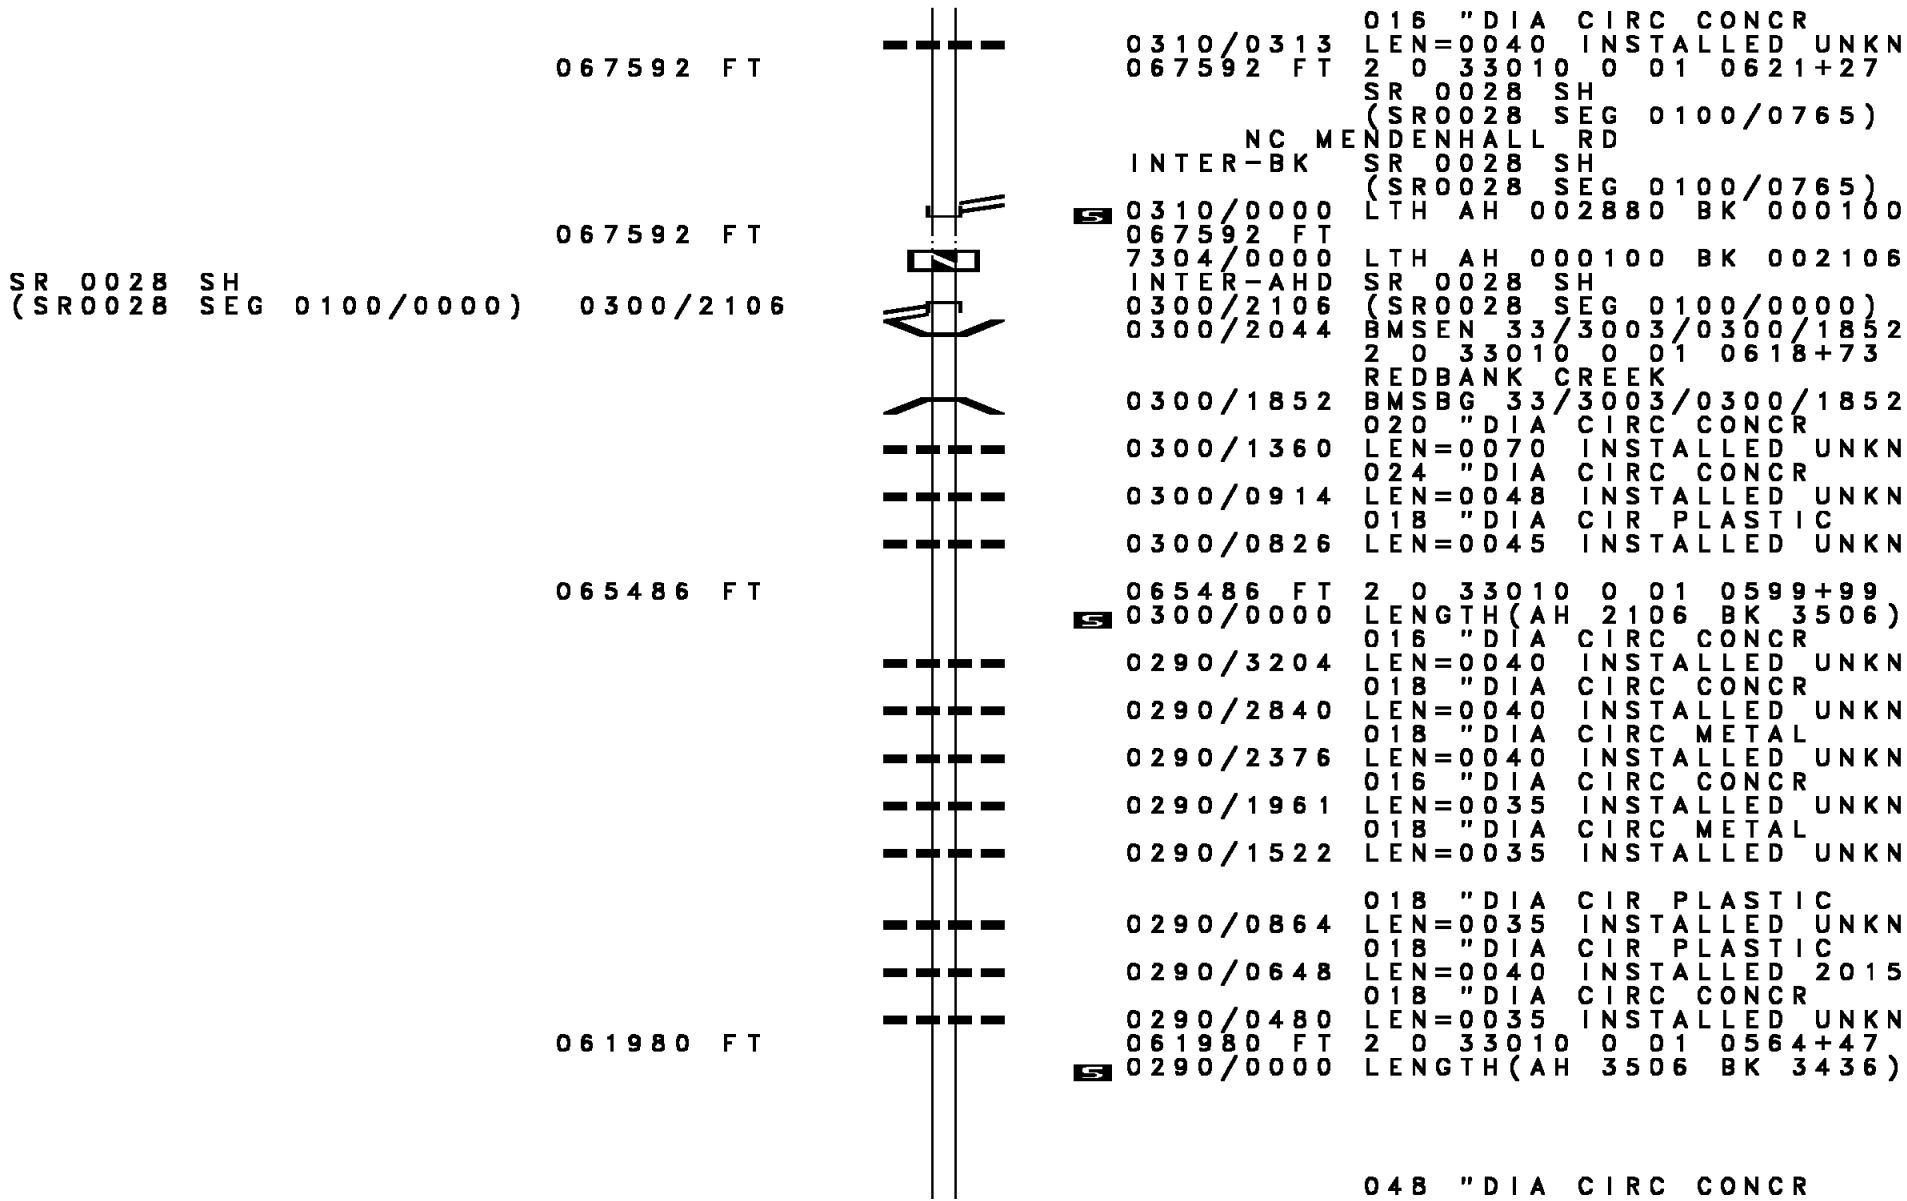 016 "DIA CIRC CONCR
0310/0313 LEN=0040 INSTALLED UNKN
067592 FT 067592 FT 2 0 33010 0 01 0621+27
SR 0028 SH
(SR0028 SEG 0100/0765)
NC MENDENHALL RD
INTER-BK SR 0028 SH
(SR0028 SEG 0100/0765)
S 0310/0000 LTH AH 002880 BK 000100
067592 FT 067592 FT
7304/0000 LTH AH 000100 BK 002106
SR 0028 SH INTER-AHD SR 0028 SH
(SR0028 SEG 0100/0000) 0300/2106 0300/2106 (SR0028 SEG 0100/0000)
0300/2044 BMSEN 33/3003/0300/1852
2 0 33010 0 01 0618+73
REDBANK CREEK
0300/1852 BMSBG 33/3003/0300/1852
020 "DIA CIRC CONCR
0300/1360 LEN=0070 INSTALLED UNKN
024 "DIA CIRC CONCR
0300/0914 LEN=0048 INSTALLED UNKN
018 "DIA CIR PLASTIC
0300/0826 LEN=0045 INSTALLED UNKN
065486 FT 065486 FT 2 0 33010 0 01 0599+99
S 0300/0000 LENGTH(AH 2106 BK 3506)
016 "DIA CIRC CONCR
0290/3204 LEN=0040 INSTALLED UNKN
018 "DIA CIRC CONCR
0290/2840 LEN=0040 INSTALLED UNKN
018 "DIA CIRC METAL
0290/2376 LEN=0040 INSTALLED UNKN
016 "DIA CIRC CONCR
0290/1961 LEN=0035 INSTALLED UNKN
018 "DIA CIRC METAL
0290/1522 LEN=0035 INSTALLED UNKN
018 "DIA CIR PLASTIC
0290/0864 LEN=0035 INSTALLED UNKN
018 "DIA CIR PLASTIC
0290/0648 LEN=0040 INSTALLED 2015
018 "DIA CIRC CONCR
0290/0480 LEN=0035 INSTALLED UNKN
061980 FT 061980 FT 2 0 33010 0 01 0564+47
S 0290/0000 LENGTH(AH 3506 BK 3436)
048 "DIA CIRC CONCR